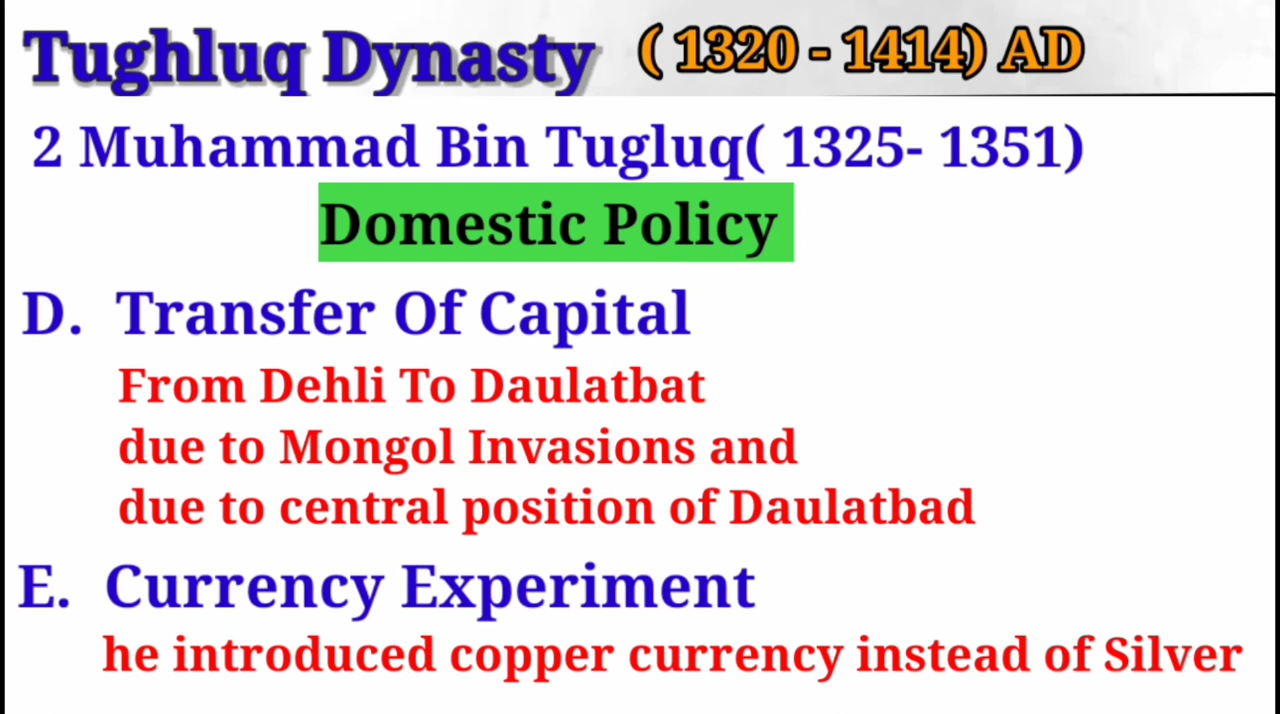 Tughluq Dynasty ( 1320 - 1414) AD
2 Muhammad Bin Tugluq( 1325- 1351)
Domestic Policy
D. Transfer Of Capital
From Dehli To Daulatbat
due to Mongol Invasions and
due to central position of Daulatbad
E. Currency Experiment
he introduced copper currency instead of Silver